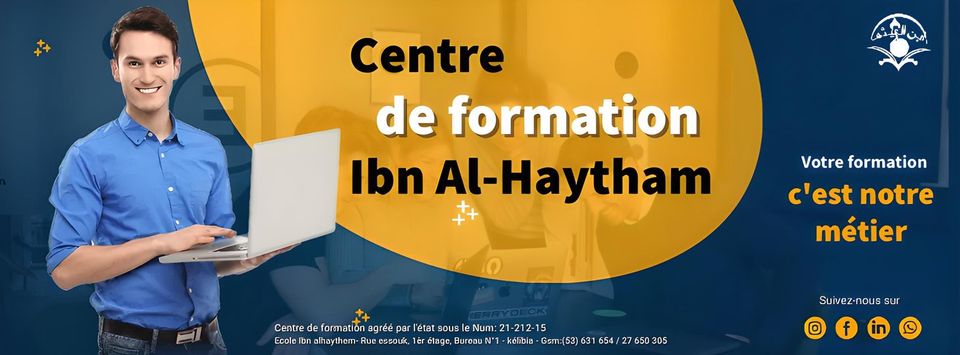 Centre
de formation
Ibn Al-Haytham
Votre formation
c'est notre
métier
Suivez-nous sur
Centre de formation agréé par l'état sous le Num: 21-212-15
Ecole Ibn alhaythem- Rue essouk, 1èr étage, Bureau N°1 - kélibia - Gsm:(53) 631 654 / 27 650 305